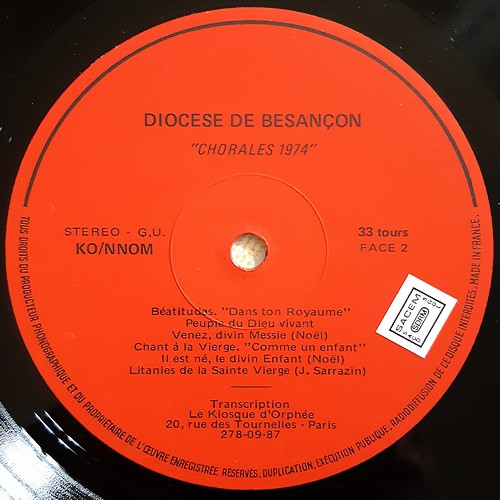 DIOCESE DE BESANÇON
"CHORALES 1974"
STEREO - G.U.
KO/NNOM
33 tours
FACE 2
Béatitudes. "Dans ton Royaume"
Peuple du Dieu vivant
Venez, divin Messie (Noël)
Chant à la Vierge. "Comme un enfant"
Il est né, le divin Enfant (Noël)
Litanies de la Sainte Vierge (J. Sarrazin)
Transcription
Le Kiosque d'Orphée
20, rue des Tournelles - Paris
278-09-87
SACEM
SDRM
TOUS DROITS DU PRODUCTEUR PHONOGRAPHIQUE ET DU PROPRIÉTAIRE DE L'ŒUVRE ENREGISTRÉE RÉSERVÉS, DUPLICATION, EXÉCUTION PUBLIQUE, RADIODIFFUSION DE CE DISQUE INTERDITES. MADE IN FRANCE.